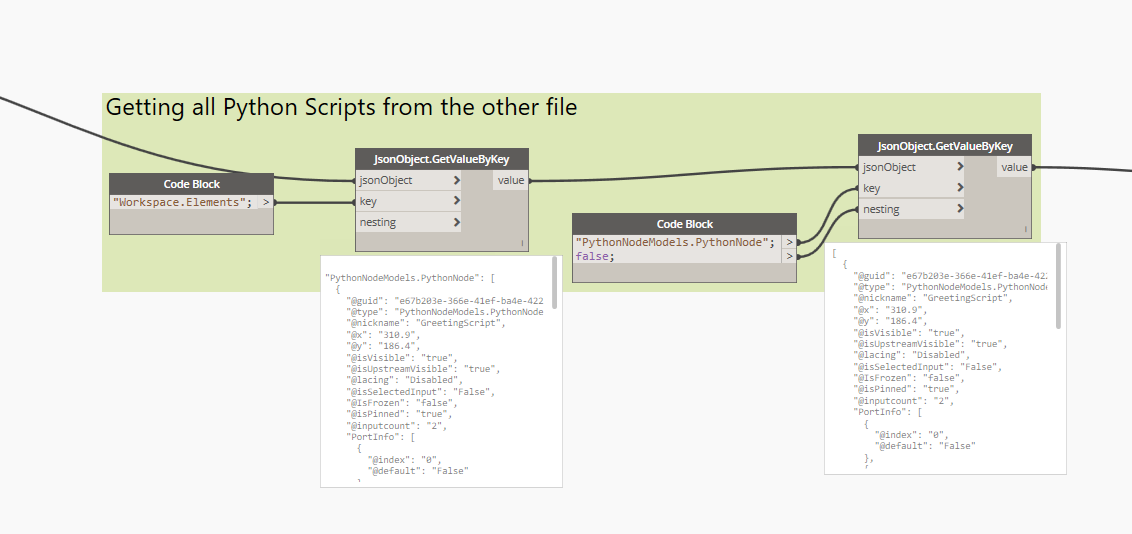 Getting all Python Scripts from the other file
Code Block
"Workspace.Elements"; >
JsonObject.GetValueByKey
jsonObject > value
key >
nesting >
"PythonNodeModels.PythonNode": [
{
"@guid": "e67b203e-366e-41ef-ba4e-422
"@type": "PythonNodeModels.PythonNode
"@nickname": "GreetingScript",
"@x": "310.9",
"@y": "186.4",
"@isVisible": "true",
"@isUpstreamVisible": "true",
"@lacing": "Disabled",
"@isSelectedInput": "False",
"@IsFrozen": "false",
"@isPinned": "true",
"@inputcount": "2",
"PortInfo": [
{
"@index": "0",
"@default": "False"
Code Block
"PythonNodeModels.PythonNode"; >
false; >
JsonObject.GetValueByKey
jsonObject > value
key >
nesting >
[
{
"@guid": "e67b203e-366e-41ef-ba4e-422
"@type": "PythonNodeModels.PythonNode
"@nickname": "GreetingScript",
"@x": "310.9",
"@y": "186.4",
"@isVisible": "true",
"@isUpstreamVisible": "true",
"@lacing": "Disabled",
"@isSelectedInput": "False",
"@IsFrozen": "false",
"@isPinned": "true",
"@inputcount": "2",
"PortInfo": [
{
"@index": "0",
"@default": "False"
},